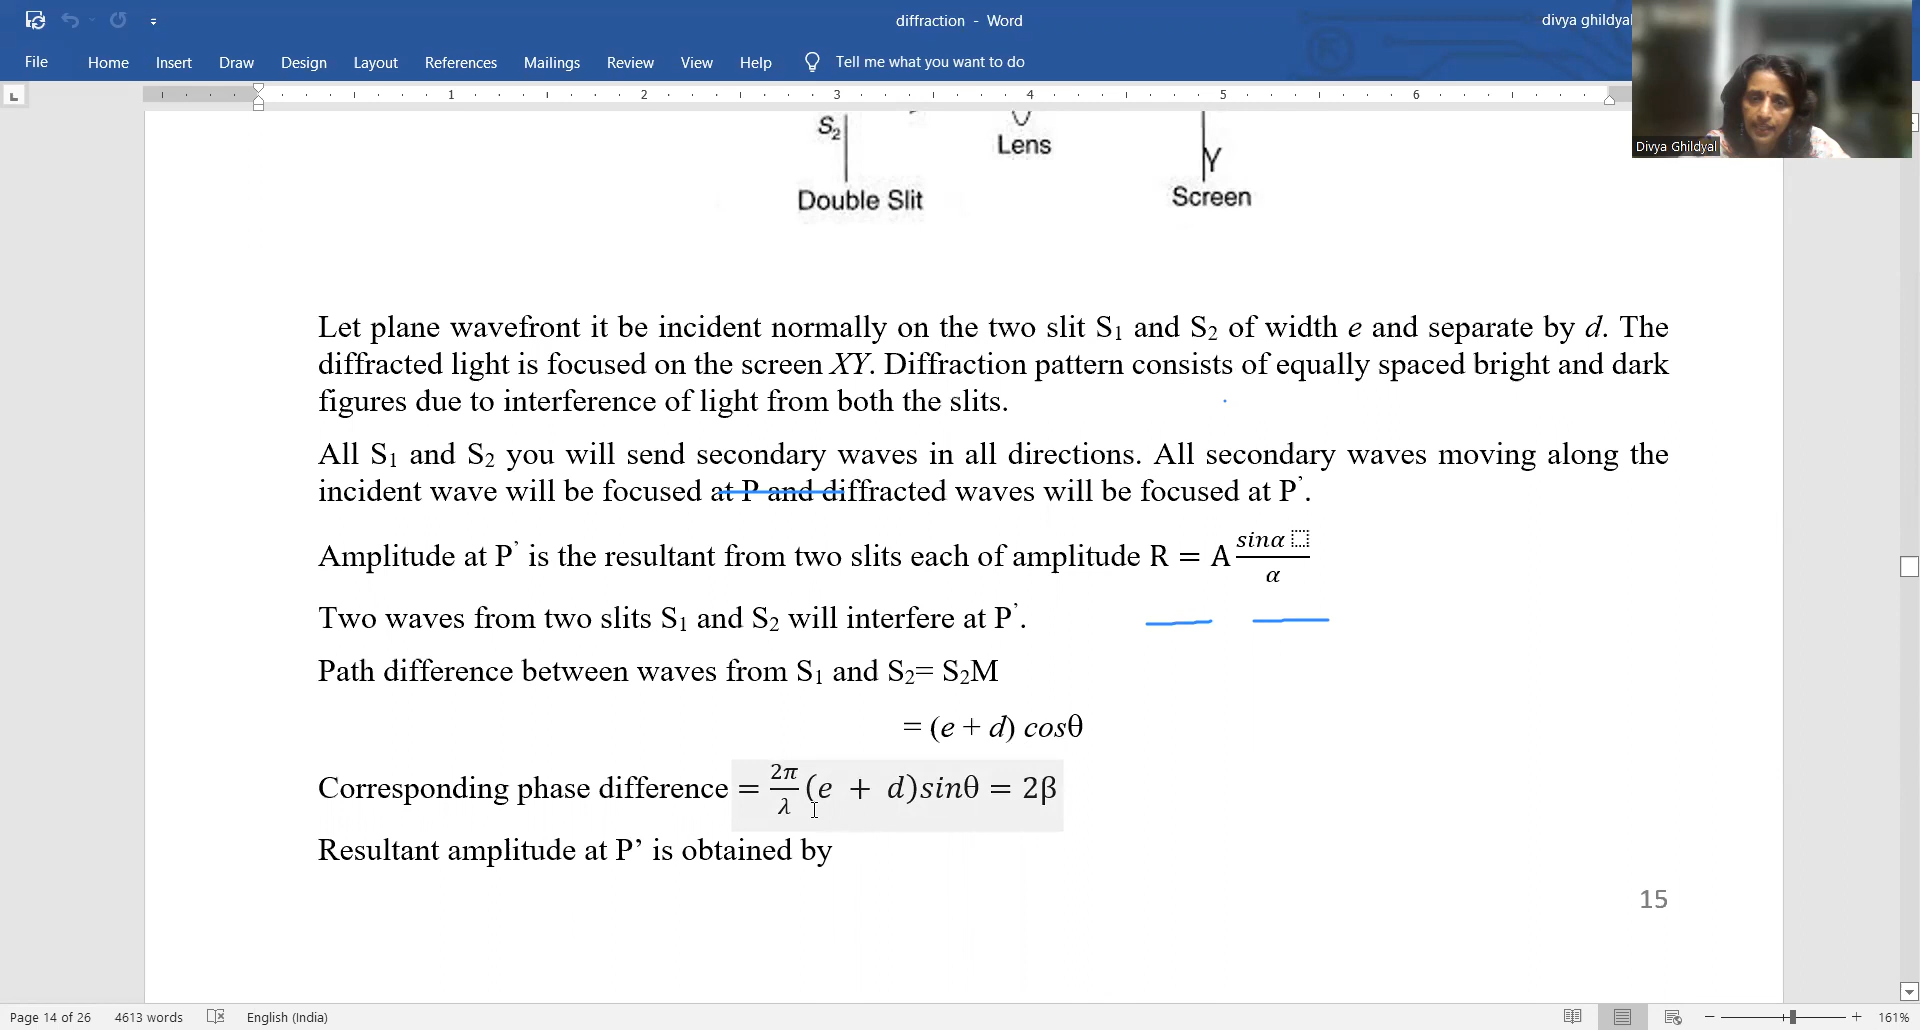 diffraction - Word
divya ghildyal
File Home Insert Draw Design Layout References Mailings Review View Help Tell me what you want to do
1 2 3 4 5 6
Divya Ghildyal
S₂
Lens
Y
Double Slit
Screen
Let plane wavefront it be incident normally on the two slit S₁ and S₂ of width e and separate by d. The
diffracted light is focused on the screen XY. Diffraction pattern consists of equally spaced bright and dark
figures due to interference of light from both the slits.
All S₁ and S₂ you will send secondary waves in all directions. All secondary waves moving along the
incident wave will be focused at P and diffracted waves will be focused at P’.
Amplitude at P’ is the resultant from two slits each of amplitude R = A sinα / α
Two waves from two slits S₁ and S₂ will interfere at P’.
Path difference between waves from S₁ and S₂= S₂M
= (e + d) cosθ
Corresponding phase difference = 2π/λ (e + d)sinθ = 2β
Resultant amplitude at P’ is obtained by
15
Page 14 of 26 4613 words English (India) 161%